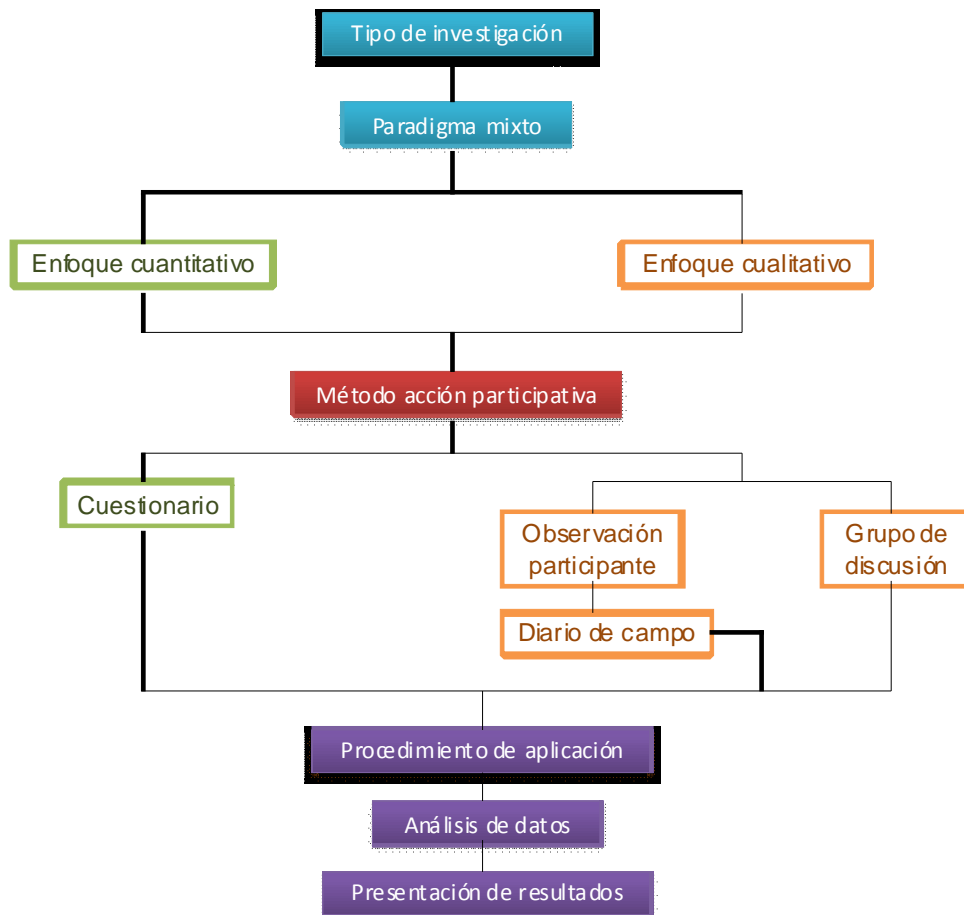 Tipo de investigación
Paradigma mixto
Enfoque cuantitativo
Enfoque cualitativo
Método acción participativa
Cuestionario
Observación
participante
Grupo de
discusión
Diario de campo
Procedimiento de aplicación
Análisis de datos
Presentación de resultados